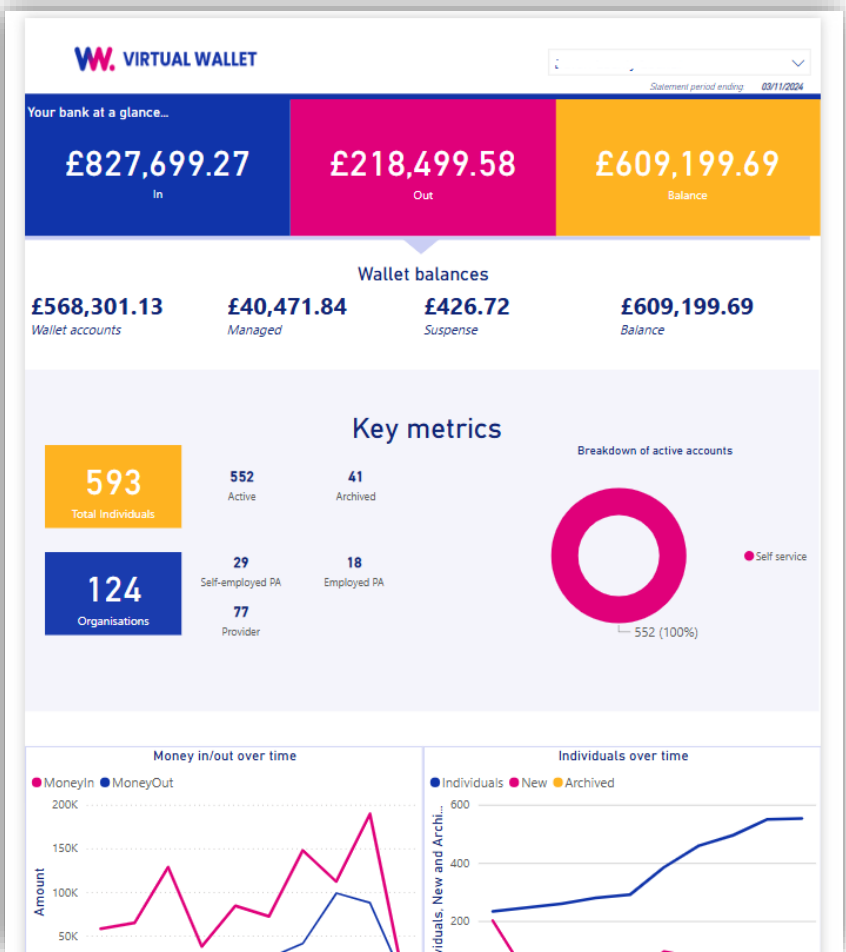 VW. VIRTUAL WALLET
Statement period ending 03/11/2024
Your bank at a glance...
£827,699.27 £218,499.58 £609,199.69
In Out Balance
Wallet balances
£568,301.13 £40,471.84 £426.72 £609,199.69
Wallet accounts Managed Suspense Balance
Key metrics
593
Total Individuals
552 41
Active Archived
124
Organisations
29 18
Self-employed PA Employed PA
77
Provider
Breakdown of active accounts
Self service
552 (100%)
Money in/out over time
MoneyIn MoneyOut
200K
150K
100K
50K
Amount
Individuals over time
Individuals New Archived
600
400
200
New and Archi...